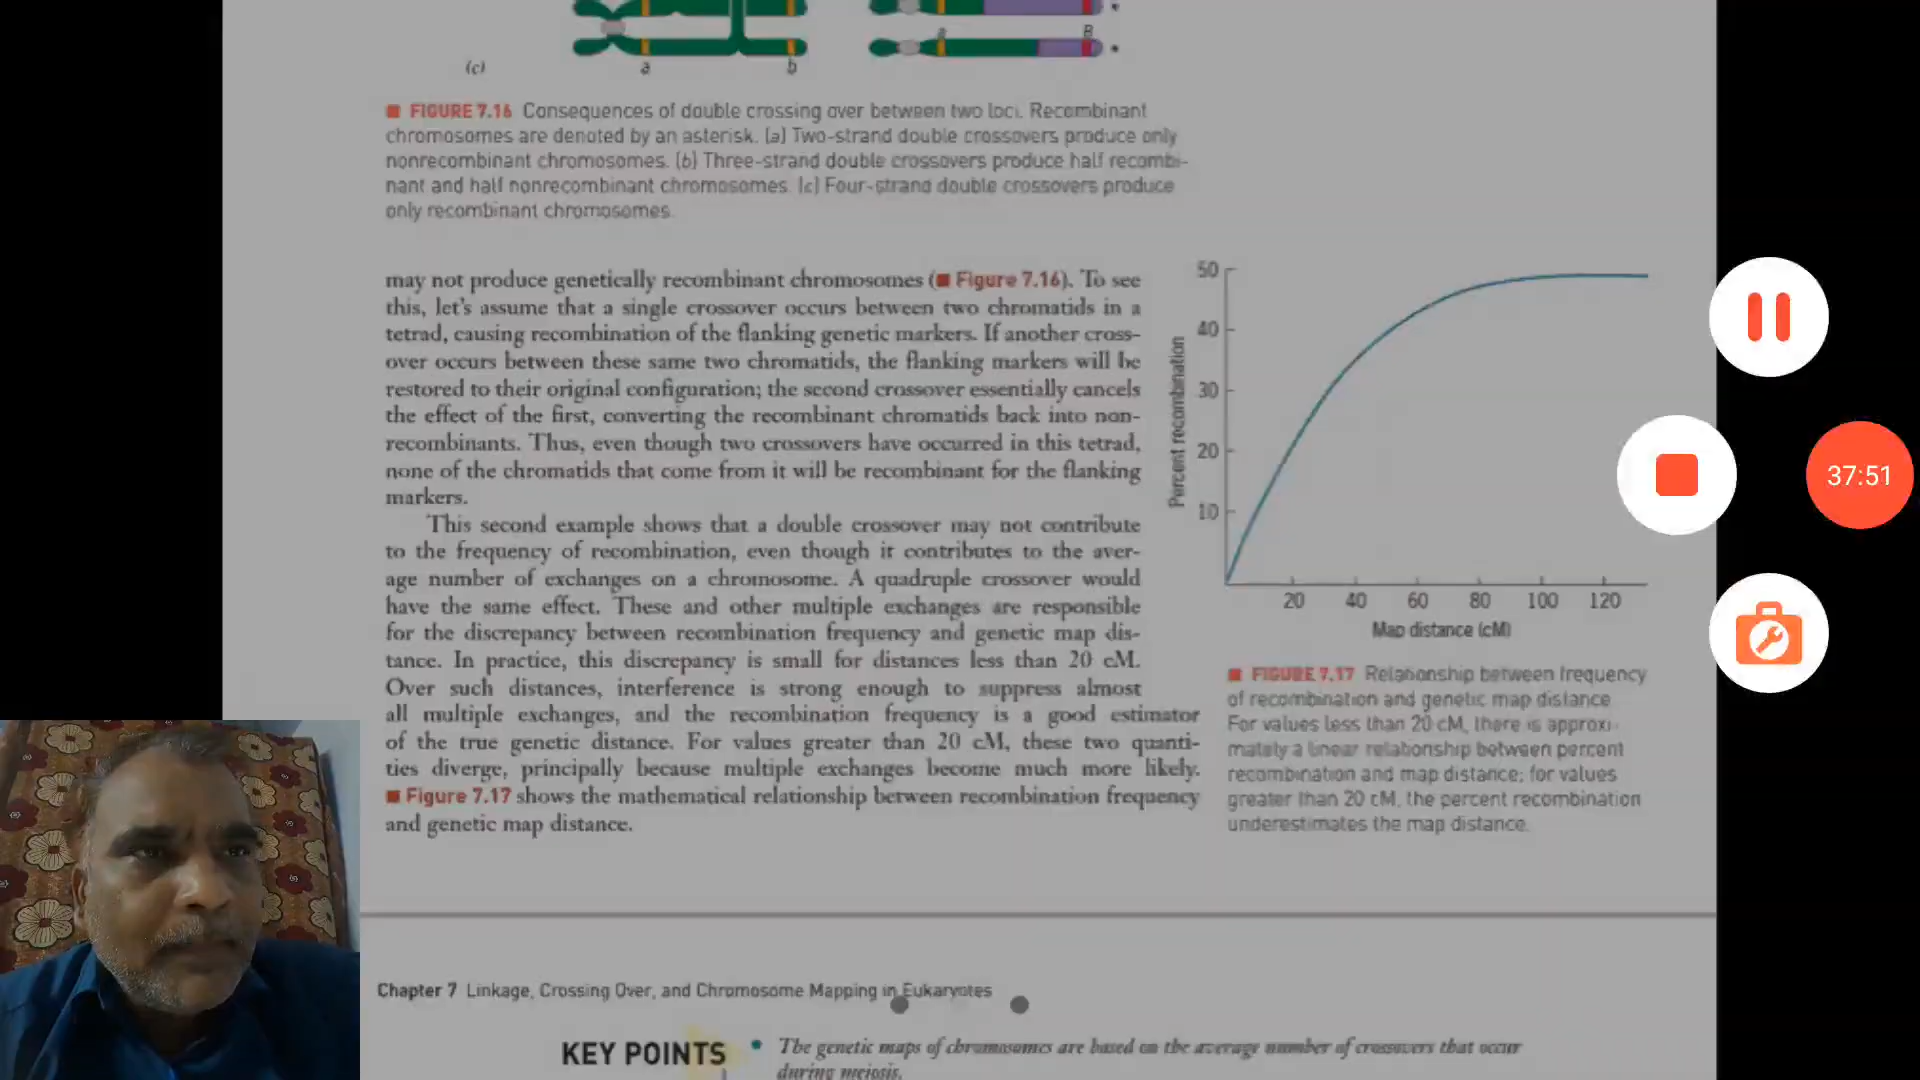 a
B
(c)
a
b
■ FIGURE 7.16 Consequences of double crossing over between two loci. Recombinant
chromosomes are denoted by an asterisk. (a) Two-strand double crossovers produce only
nonrecombinant chromosomes. (b) Three-strand double crossovers produce half recombi-
nant and half nonrecombinant chromosomes. (c) Four-strand double crossovers produce
only recombinant chromosomes.
may not produce genetically recombinant chromosomes (■ Figure 7.16). To see
this, let's assume that a single crossover occurs between two chromatids in a
tetrad, causing recombination of the flanking genetic markers. If another cross-
over occurs between these same two chromatids, the flanking markers will be
restored to their original configuration; the second crossover essentially cancels
the effect of the first, converting the recombinant chromatids back into non-
recombinants. Thus, even though two crossovers have occurred in this tetrad,
none of the chromatids that come from it will be recombinant for the flanking
markers.
This second example shows that a double crossover may not contribute
to the frequency of recombination, even though it contributes to the aver-
age number of exchanges on a chromosome. A quadruple crossover would
have the same effect. These and other multiple exchanges are responsible
for the discrepancy between recombination frequency and genetic map dis-
tance. In practice, this discrepancy is small for distances less than 20 cM.
Over such distances, interference is strong enough to suppress almost
all multiple exchanges, and the recombination frequency is a good estimator
of the true genetic distance. For values greater than 20 cM, these two quanti-
ties diverge, principally because multiple exchanges become much more likely.
■ Figure 7.17 shows the mathematical relationship between recombination frequency
and genetic map distance.
Percent recombination
50
40
30
20
10
20 40 60 80 100 120
Map distance (cM)
■ FIGURE 7.17 Relationship between frequency
of recombination and genetic map distance.
For values less than 20 cM, there is approxi-
mately a linear relationship between percent
recombination and map distance; for values
greater than 20 cM, the percent recombination
underestimates the map distance.
37:51
Chapter 7 Linkage, Crossing Over, and Chromosome Mapping in Eukaryotes
KEY POINTS
• The genetic maps of chromosomes are based on the average number of crossovers that occur
during meiosis.